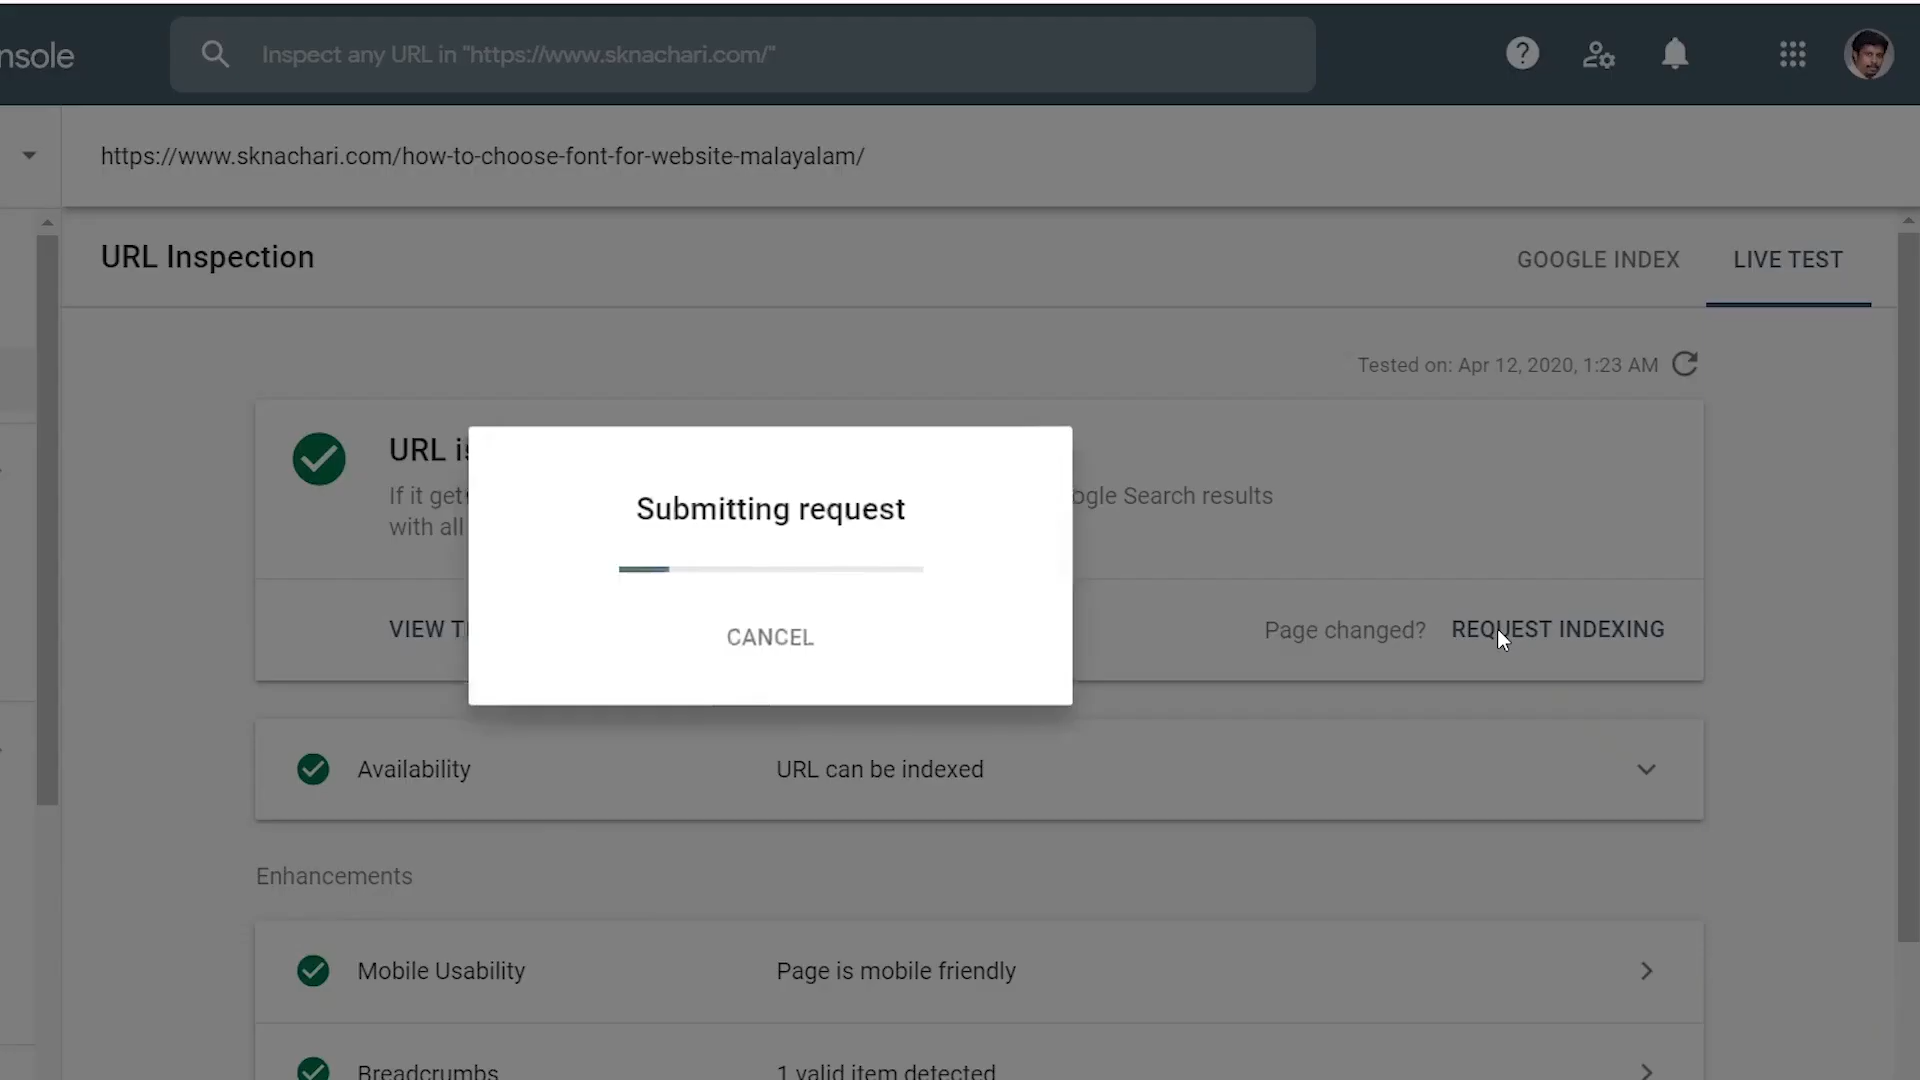 nsole
Inspect any URL in "https://www.sknachari.com/"
https://www.sknachari.com/how-to-choose-font-for-website-malayalam/
URL Inspection
GOOGLE INDEX
LIVE TEST
Tested on: Apr 12, 2020, 1:23 AM
URL is
If it get
ogle Search results
with all
Submitting request
CANCEL
VIEW T
Page changed?
REQUEST INDEXING
Availability
URL can be indexed
Enhancements
Mobile Usability
Page is mobile friendly
Breadcrumbs
1 valid item detected